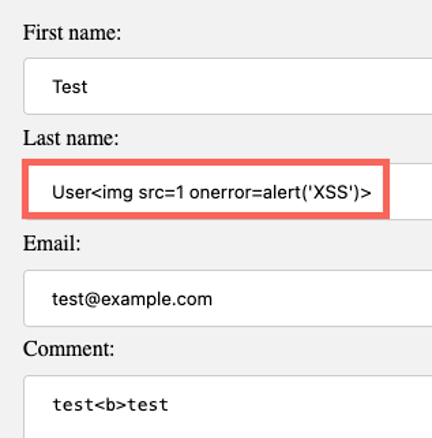 First name:
Test
Last name:
User<img src=1 onerror=alert('XSS')>
Email:
test@example.com
Comment:
test<b>test